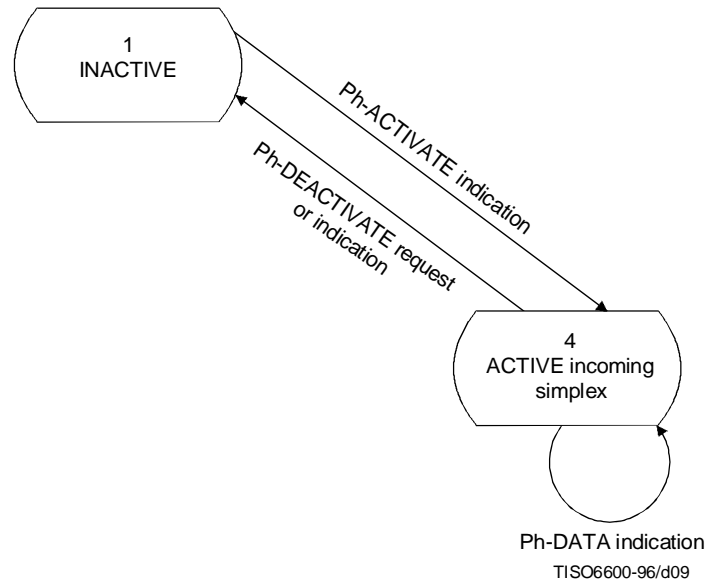 1
INACTIVE
Ph-ACTIVATE indication
Ph-DEACTIVATE request
or indication
4
ACTIVE incoming
simplex
Ph-DATA indication
TISO6600-96/d09